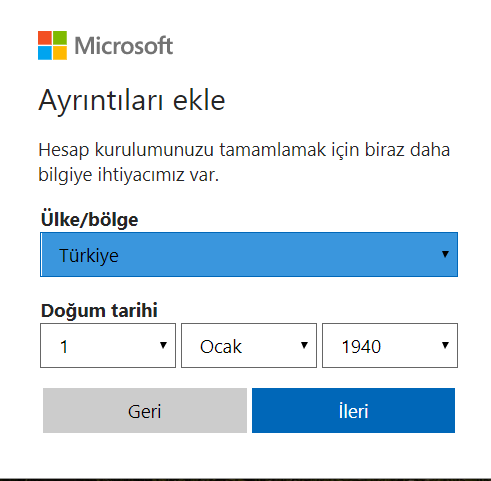 Microsoft
Ayrıntıları ekle
Hesap kurulumunuzu tamamlamak için biraz daha
bilgiye ihtiyacımız var.
Ülke/bölge
Türkiye
Doğum tarihi
1 Ocak 1940
Geri İleri